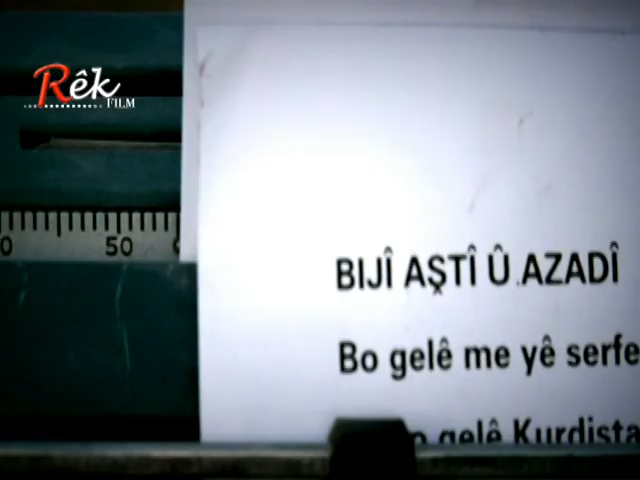 Rêk
FILM
0 50
BIJÎ AŞTÎ Û AZADÎ
Bo gelê me yê serfe
gelê Kurdista